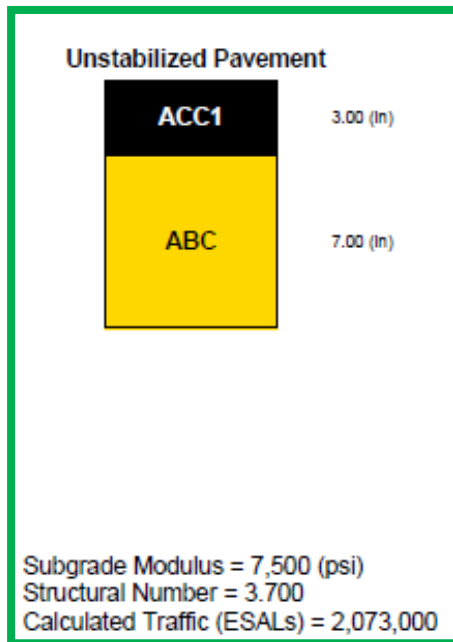 Unstabilized Pavement
ACC1
3.00 (in)
ABC
7.00 (in)
Subgrade Modulus = 7,500 (psi)
Structural Number = 3.700
Calculated Traffic (ESALs) = 2,073,000